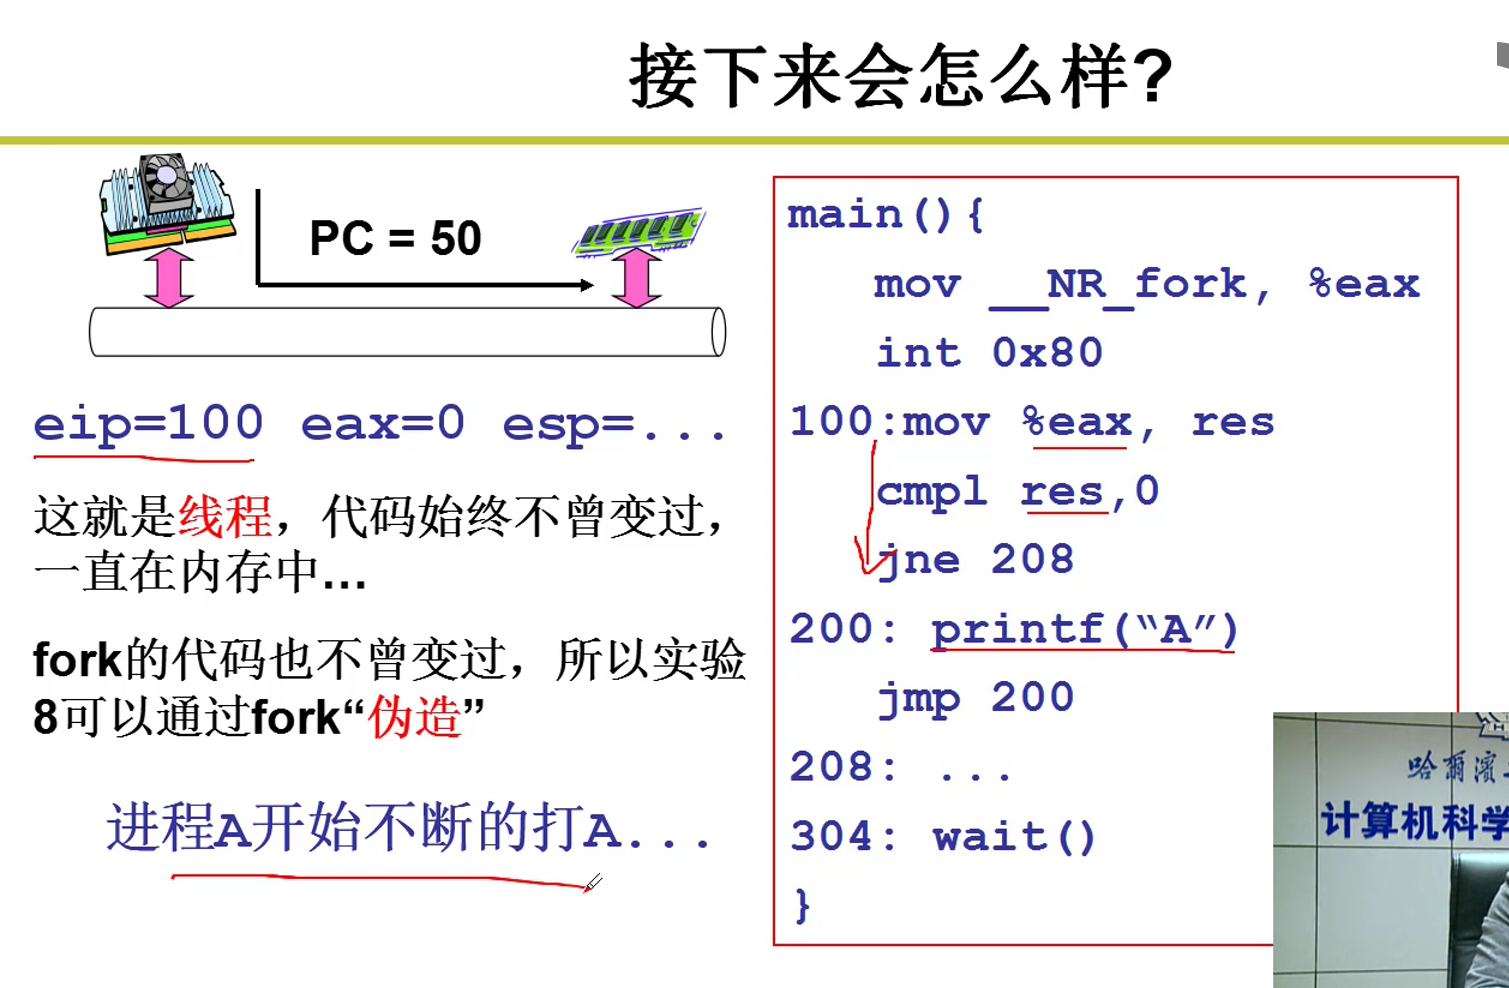 接下来会怎么样?
PC = 50
eip=100 eax=0 esp=...
这就是线程，代码始终不曾变过，
一直在内存中...
fork的代码也不曾变过，所以实验
8可以通过fork“伪造”
进程A开始不断的打A...
main(){
mov __NR_fork, %eax
int 0x80
100:mov %eax, res
cmpl res,0
jne 208
200: printf(“A”)
jmp 200
208: ...
304: wait()
}
哈爾濱
计算机科学